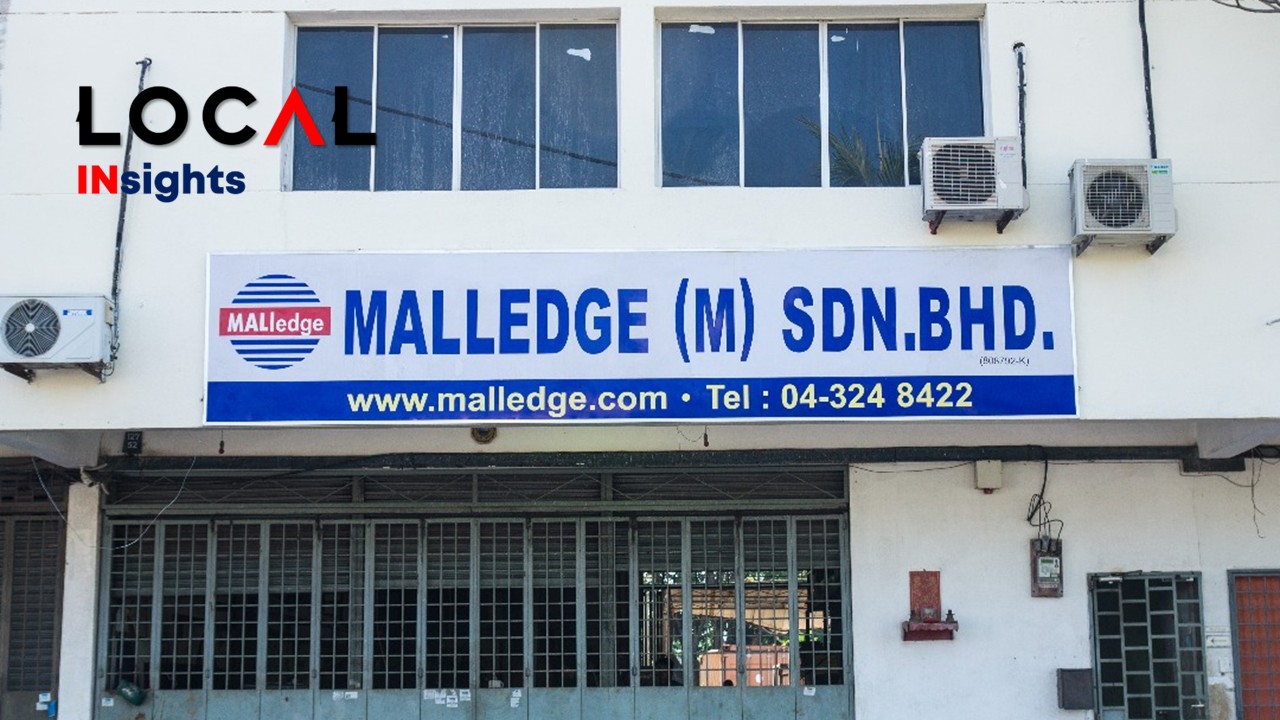 LOCAL
INsights
MALledge
MALLEDGE (M) SDN.BHD.
www.malledge.com • Tel : 04-324 8422